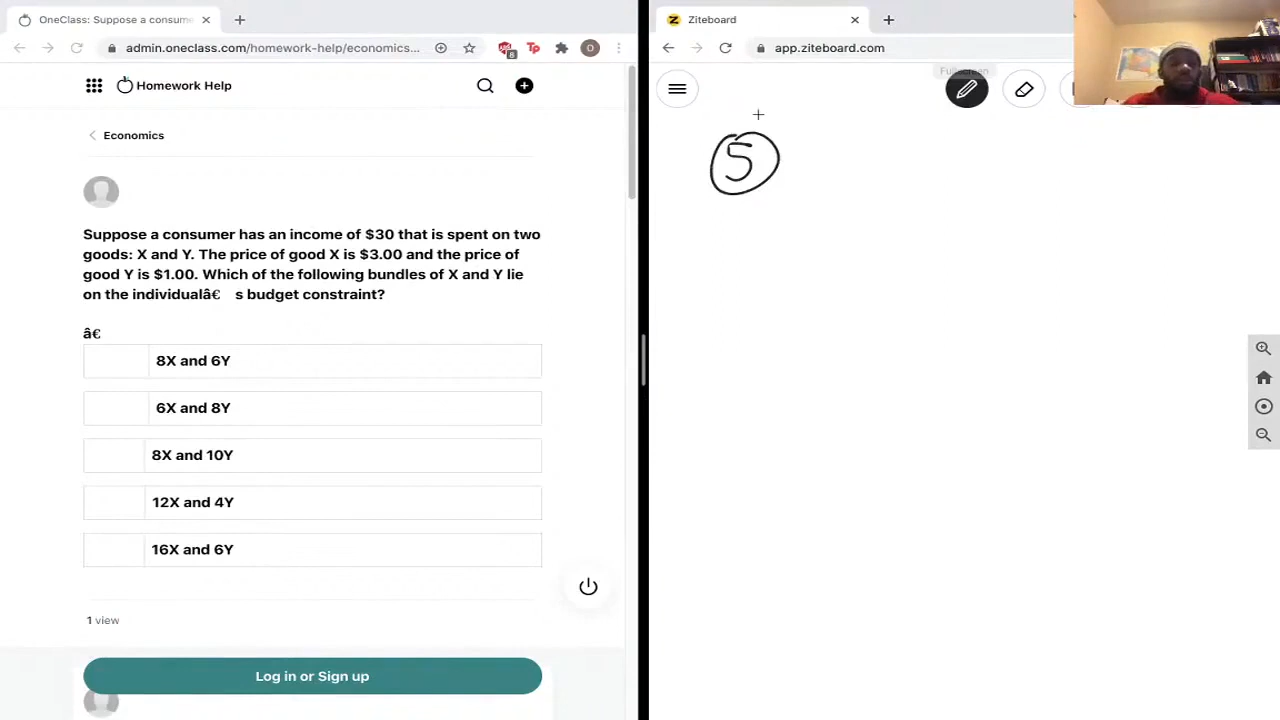 OneClass: Suppose a consume
Ziteboard
admin.oneclass.com/homework-help/economics...
8
Tp
O
app.ziteboard.com
Homework Help
Fullscreen
Economics
5
Suppose a consumer has an income of $30 that is spent on two
goods: X and Y. The price of good X is $3.00 and the price of
good Y is $1.00. Which of the following bundles of X and Y lie
on the individualâ€ s budget constraint?
â€
8X and 6Y
6X and 8Y
8X and 10Y
12X and 4Y
16X and 6Y
1 view
Log in or Sign up